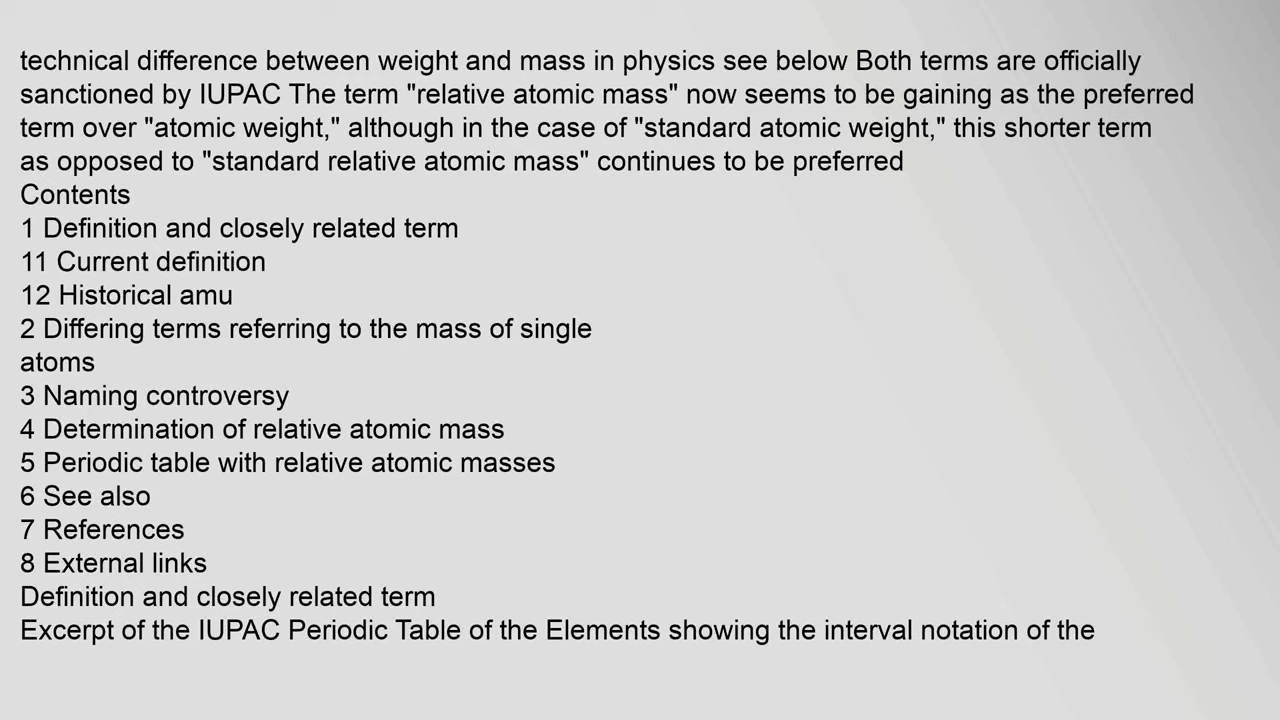 technical difference between weight and mass in physics see below Both terms are officially
sanctioned by IUPAC The term "relative atomic mass" now seems to be gaining as the preferred
term over "atomic weight," although in the case of "standard atomic weight," this shorter term
as opposed to "standard relative atomic mass" continues to be preferred
Contents
1 Definition and closely related term
11 Current definition
12 Historical amu
2 Differing terms referring to the mass of single
atoms
3 Naming controversy
4 Determination of relative atomic mass
5 Periodic table with relative atomic masses
6 See also
7 References
8 External links
Definition and closely related term
Excerpt of the IUPAC Periodic Table of the Elements showing the interval notation of the